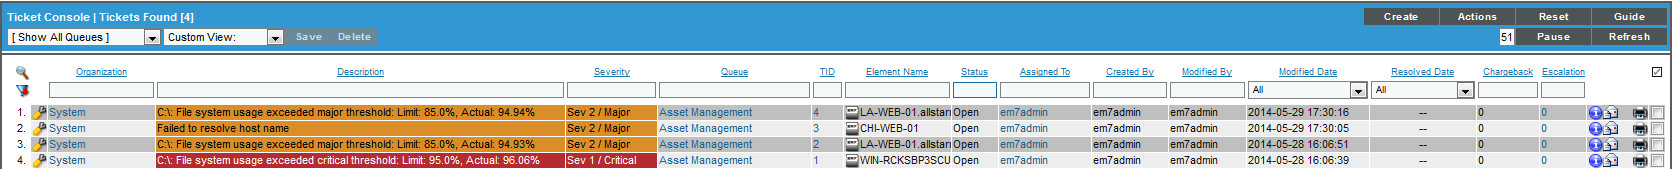 Ticket Console | Tickets Found [4] Create Actions Reset Guide
[ Show All Queues ] Custom View: Save Delete 51 Pause Refresh
Organization Description Severity Queue TID Element Name Status Assigned To Created By Modified By Modified Date Resolved Date Chargeback Escalation
All All
1. System C:\: File system usage exceeded major threshold: Limit: 85.0%, Actual: 94.94% Sev 2 / Major Asset Management 4 LA-WEB-01.allstar Open em7admin em7admin em7admin 2014-05-29 17:30:16 -- 0 0
2. System Failed to resolve host name Sev 2 / Major Asset Management 3 CHI-WEB-01 Open em7admin em7admin em7admin 2014-05-29 17:30:05 -- 0 0
3. System C:\: File system usage exceeded major threshold: Limit: 85.0%, Actual: 94.93% Sev 2 / Major Asset Management 2 LA-WEB-01.allstar Open em7admin em7admin em7admin 2014-05-28 16:06:51 -- 0 0
4. System C:\: File system usage exceeded critical threshold: Limit: 95.0%, Actual: 96.06% Sev 1 / Critical Asset Management 1 WIN-RCKSBP3SCU Open em7admin em7admin em7admin 2014-05-28 16:06:39 -- 0 0